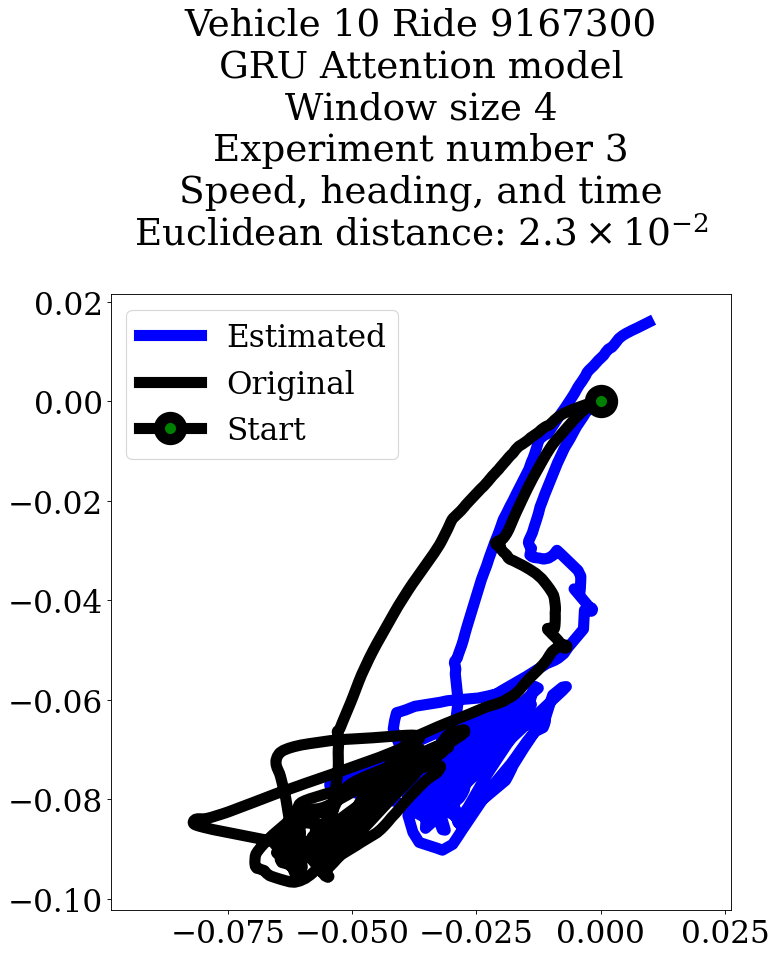 Vehicle 10 Ride 9167300
GRU Attention model
Window size 4
Experiment number 3
Speed, heading, and time
Euclidean distance: 2.3 × 10⁻²
Estimated
Original
Start
0.02
0.00
−0.02
−0.04
−0.06
−0.08
−0.10
−0.075 −0.050 −0.025 0.000 0.025